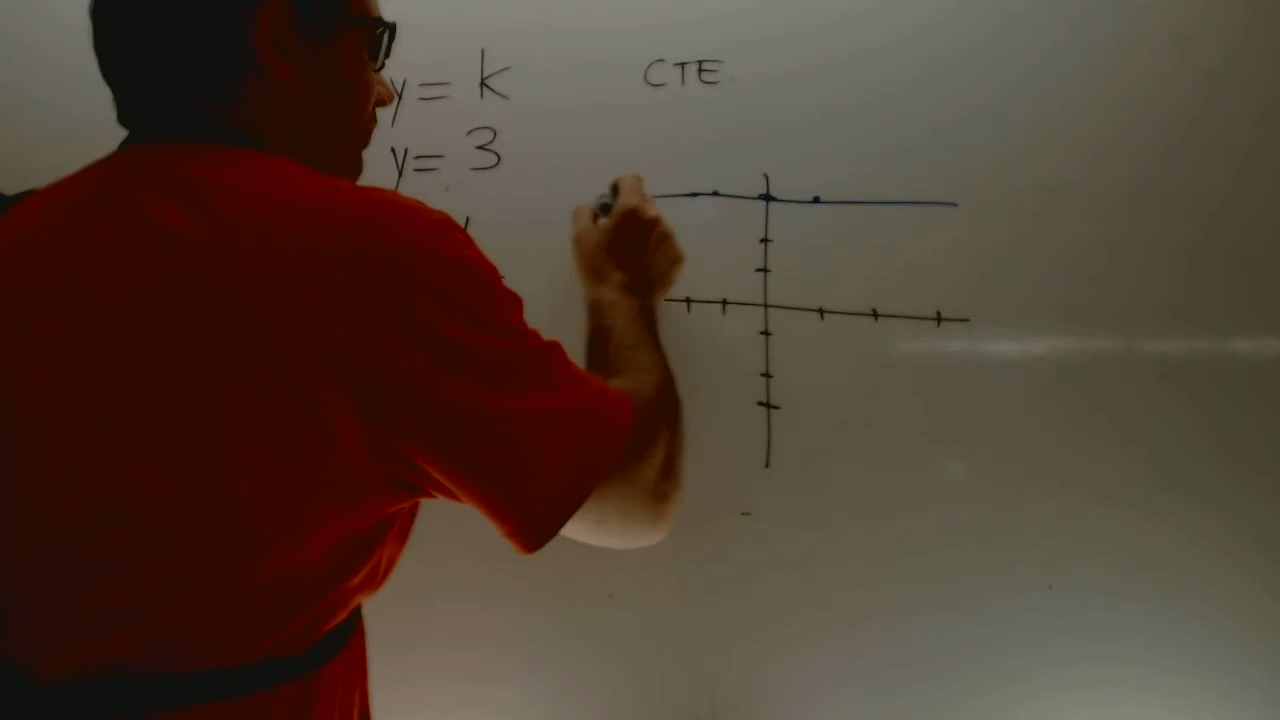 y = k CTE
y = 3